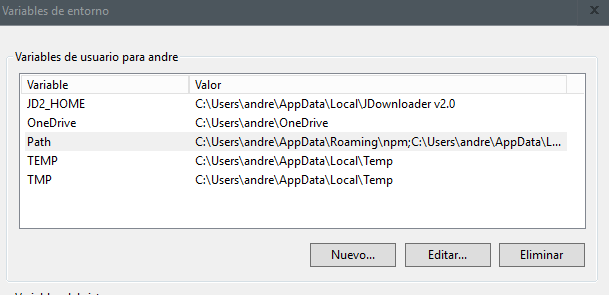 Variables de entorno
Variables de usuario para andre
Variable Valor
JD2_HOME C:\Users\andre\AppData\Local\JDownloader v2.0
OneDrive C:\Users\andre\OneDrive
Path C:\Users\andre\AppData\Roaming\npm;C:\Users\andre\AppData\L...
TEMP C:\Users\andre\AppData\Local\Temp
TMP C:\Users\andre\AppData\Local\Temp
Nuevo... Editar... Eliminar